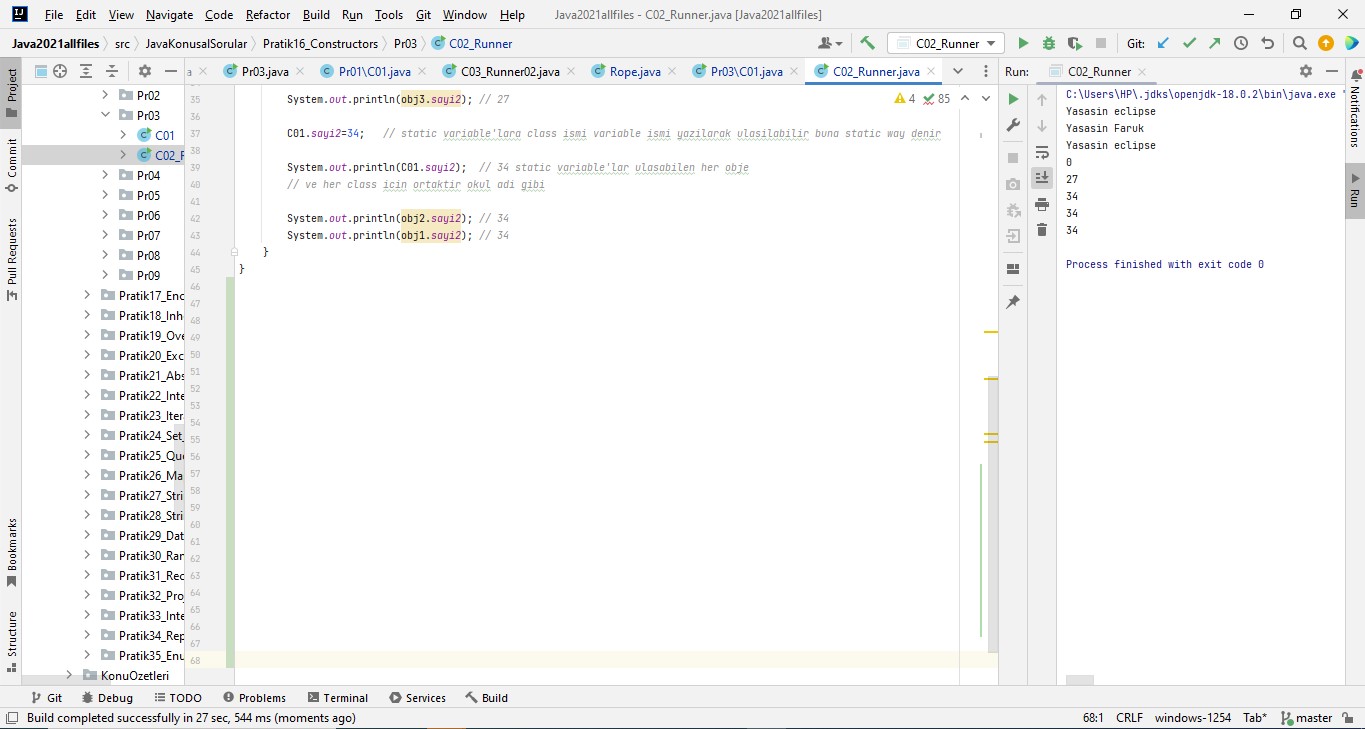 File Edit View Navigate Code Refactor Build Run Tools Git Window Help Java2021allfiles - C02_Runner.java [Java2021allfiles]
Java2021allfiles src JavaKonusalSorular Pratik16_Constructors Pr03 C02_Runner
C02_Runner Git:
Project
Commit
Pull Requests
Bookmarks
Structure
a Pr03.java Pr01\C01.java C03_Runner02.java Rope.java Pr03\C01.java C02_Runner.java
Run: C02_Runner
Notifications
Run
Pr02
Pr03
C01
C02_R
Pr04
Pr05
Pr06
Pr07
Pr08
Pr09
Pratik17_Enc
Pratik18_Inh
Pratik19_Ove
Pratik20_Exc
Pratik21_Abs
Pratik22_Inte
Pratik23_Iter
Pratik24_Set_
Pratik25_Qu
Pratik26_Ma
Pratik27_Stri
Pratik28_Stri
Pratik29_Dat
Pratik30_Rar
Pratik31_Rec
Pratik32_Pro
Pratik33_Inte
Pratik34_Rep
Pratik35_Enu
KonuOzetleri
4 85
35 System.out.println(obj3.sayi2); // 27
36
37 C01.sayi2=34; // static variable'lara class ismi variable ismi yazilarak ulasilabilir buna static way denir
38
39 System.out.println(C01.sayi2); // 34 static variable'lar ulasabilen her obje
40 // ve her class icin ortaktir okul adi gibi
41
42 System.out.println(obj2.sayi2); // 34
43 System.out.println(obj1.sayi2); // 34
44 }
45 }
46
47
48
49
50
51
52
53
54
55
56
57
58
59
60
61
62
63
64
65
66
67
68
C:\Users\HP\.jdks\openjdk-18.0.2\bin\java.exe "
Yasasin eclipse
Yasasin Faruk
Yasasin eclipse
0
27
34
34
34
Process finished with exit code 0
Git Debug TODO Problems Terminal Services Build
Build completed successfully in 27 sec, 544 ms (moments ago) 68:1 CRLF windows-1254 Tab* master